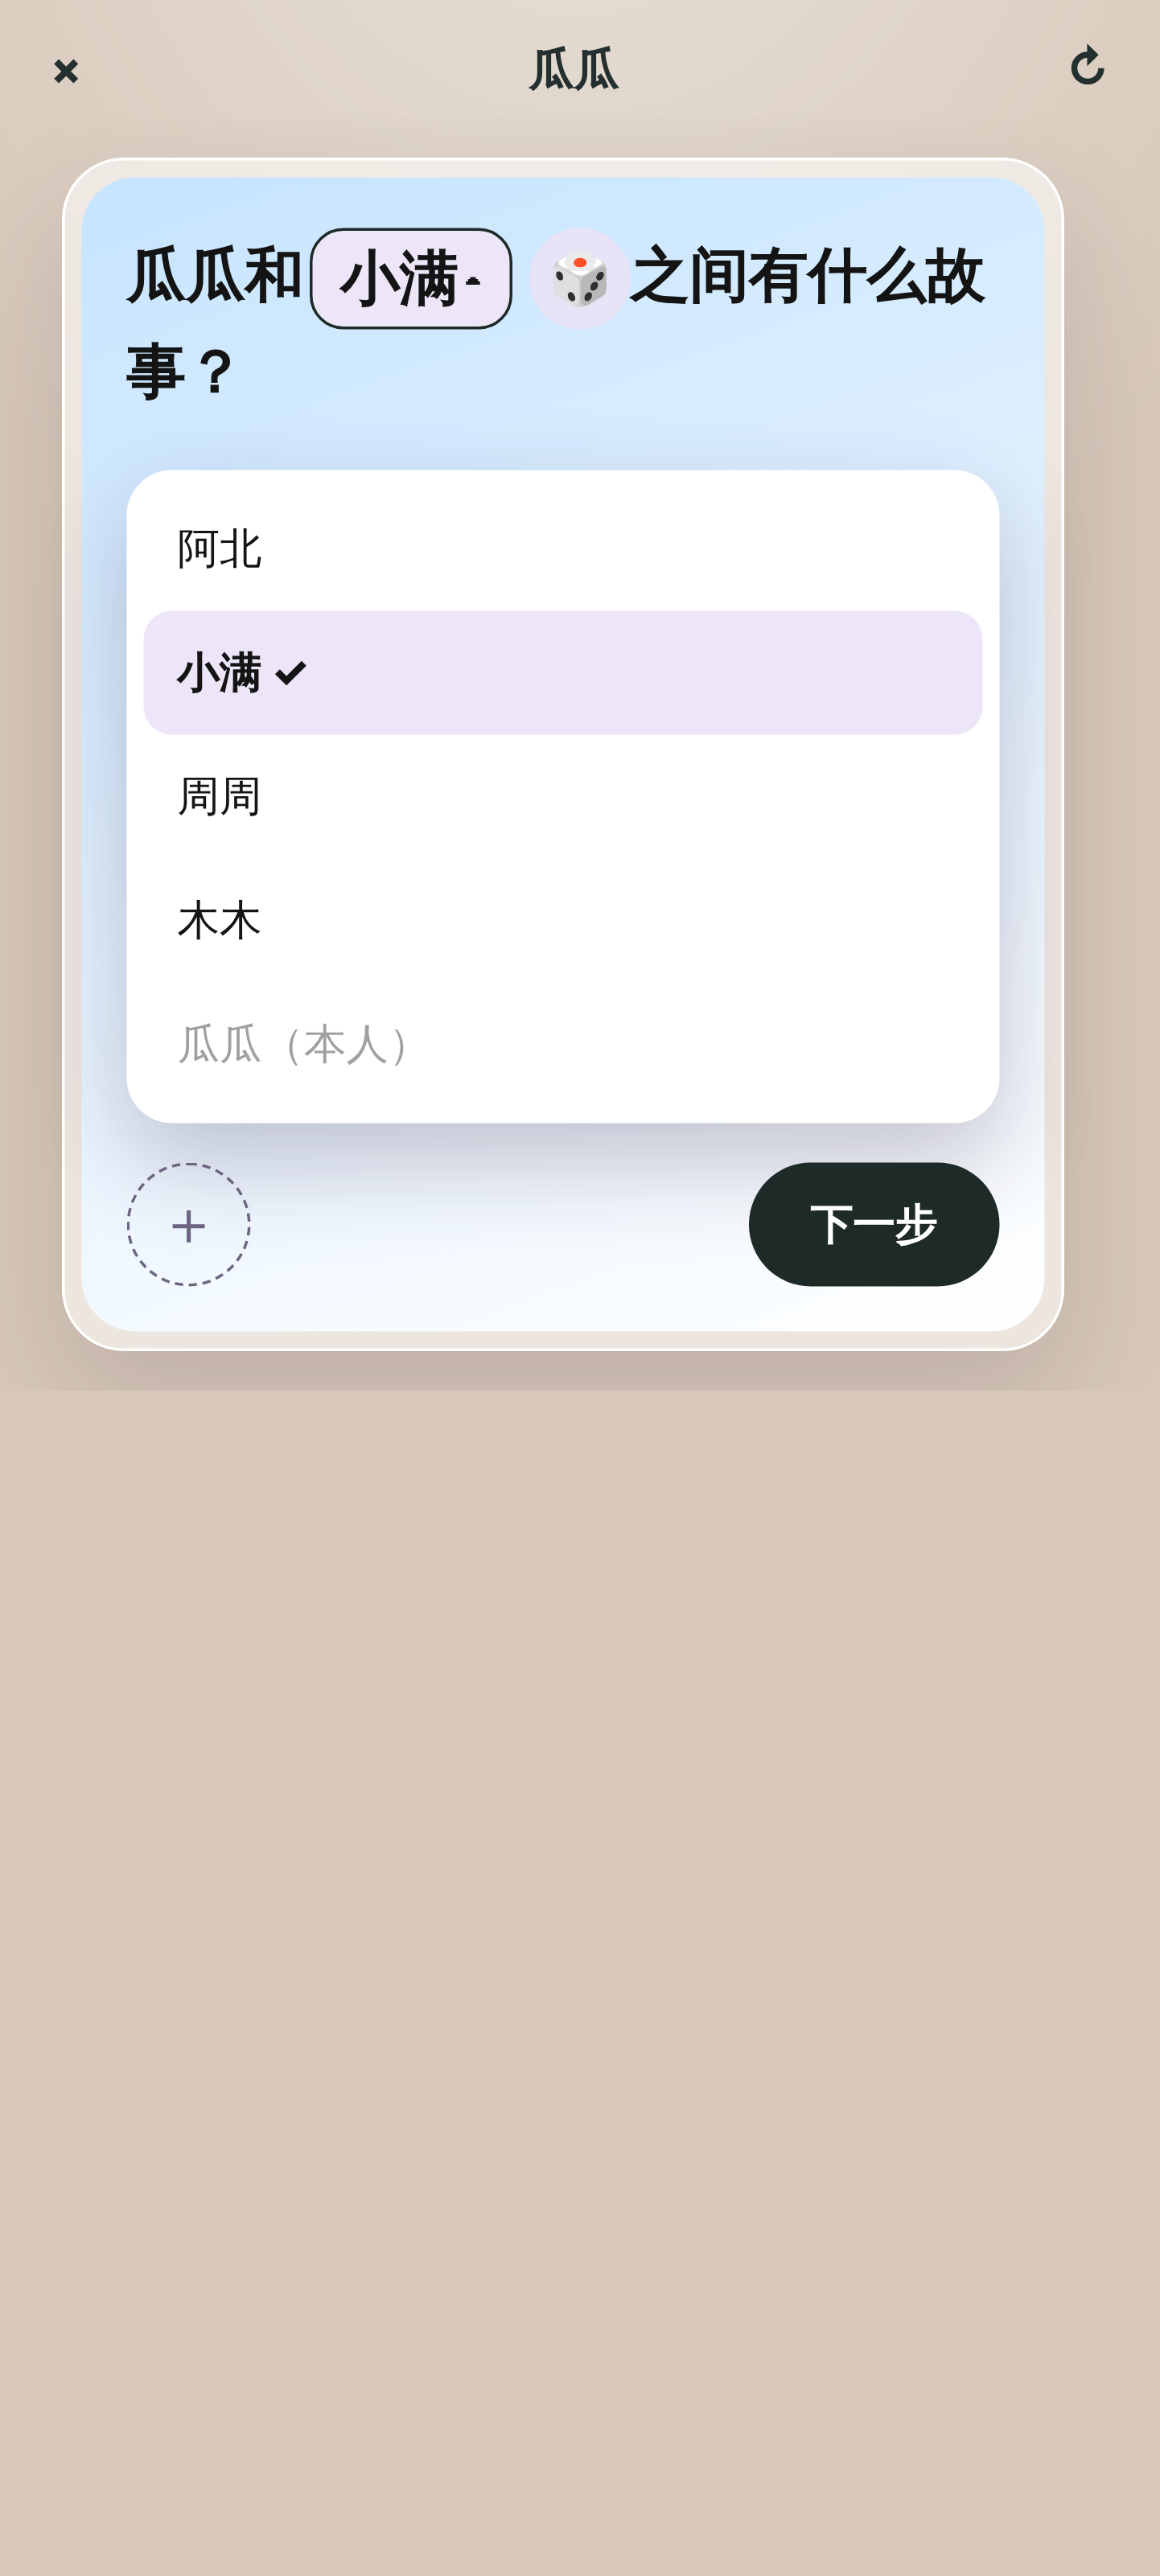 瓜瓜
瓜瓜和 小满 之间有什么故
事？
阿北
小满
周周
木木
瓜瓜（本人）
下一步